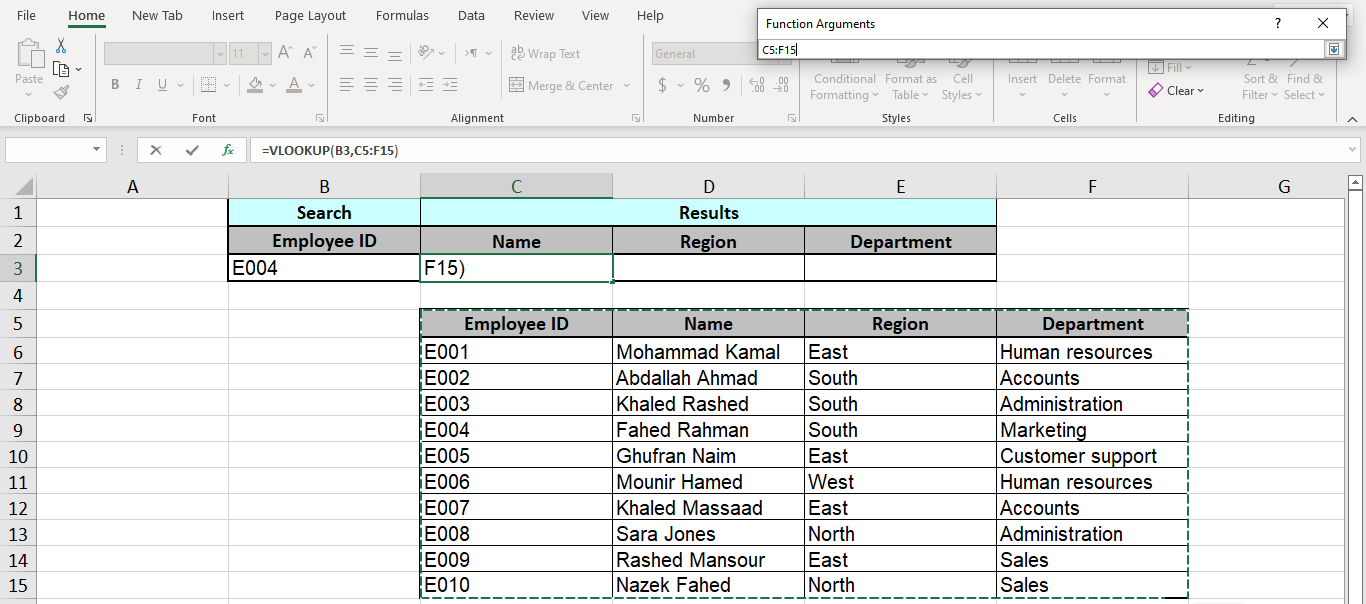 File Home New Tab Insert Page Layout Formulas Data Review View Help
Function Arguments ? 
C5:F15
Paste
11 A A
B I U A
ab Wrap Text
Merge & Center
General
$ % 9
Conditional Formatting
Format as Table
Cell Styles
Insert Delete Format
Fill
Clear
Sort & Filter
Find & Select
Clipboard Font Alignment Number Styles Cells Editing
fx =VLOOKUP(B3,C5:F15)
A B C D E F G
1 Search Results
2 Employee ID Name Region Department
3 E004 F15)
4
5 Employee ID Name Region Department
6 E001 Mohammad Kamal East Human resources
7 E002 Abdallah Ahmad South Accounts
8 E003 Khaled Rashed South Administration
9 E004 Fahed Rahman South Marketing
10 E005 Ghufran Naim East Customer support
11 E006 Mounir Hamed West Human resources
12 E007 Khaled Massaad East Accounts
13 E008 Sara Jones North Administration
14 E009 Rashed Mansour East Sales
15 E010 Nazek Fahed North Sales